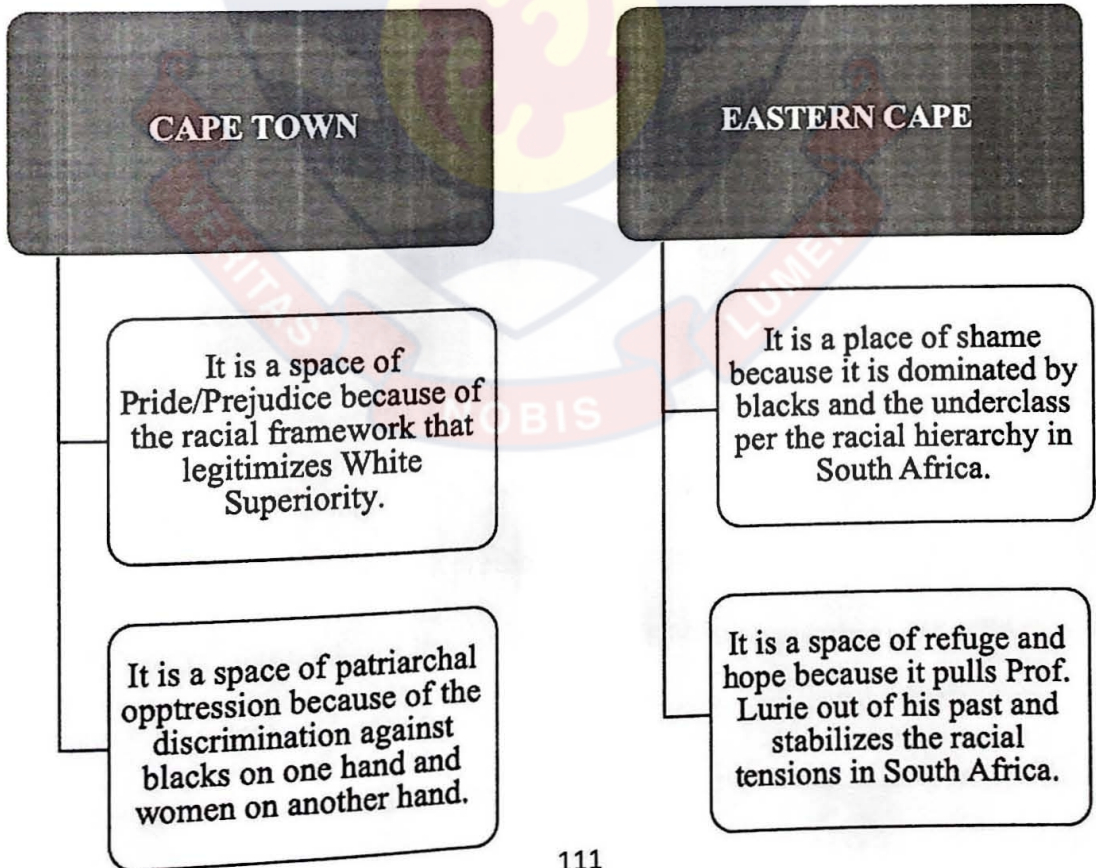 CAPE TOWN
It is a space of
Pride/Prejudice because of
the racial framework that
legitimizes White
Superiority.
It is a space of patriarchal
opptression because of the
discrimination against
blacks on one hand and
women on another hand.
EASTERN CAPE
It is a place of shame
because it is dominated by
blacks and the underclass
per the racial hierarchy in
South Africa.
It is a space of refuge and
hope because it pulls Prof.
Lurie out of his past and
stabilizes the racial
tensions in South Africa.
VERITAS
NOBIS
LUMEN
111